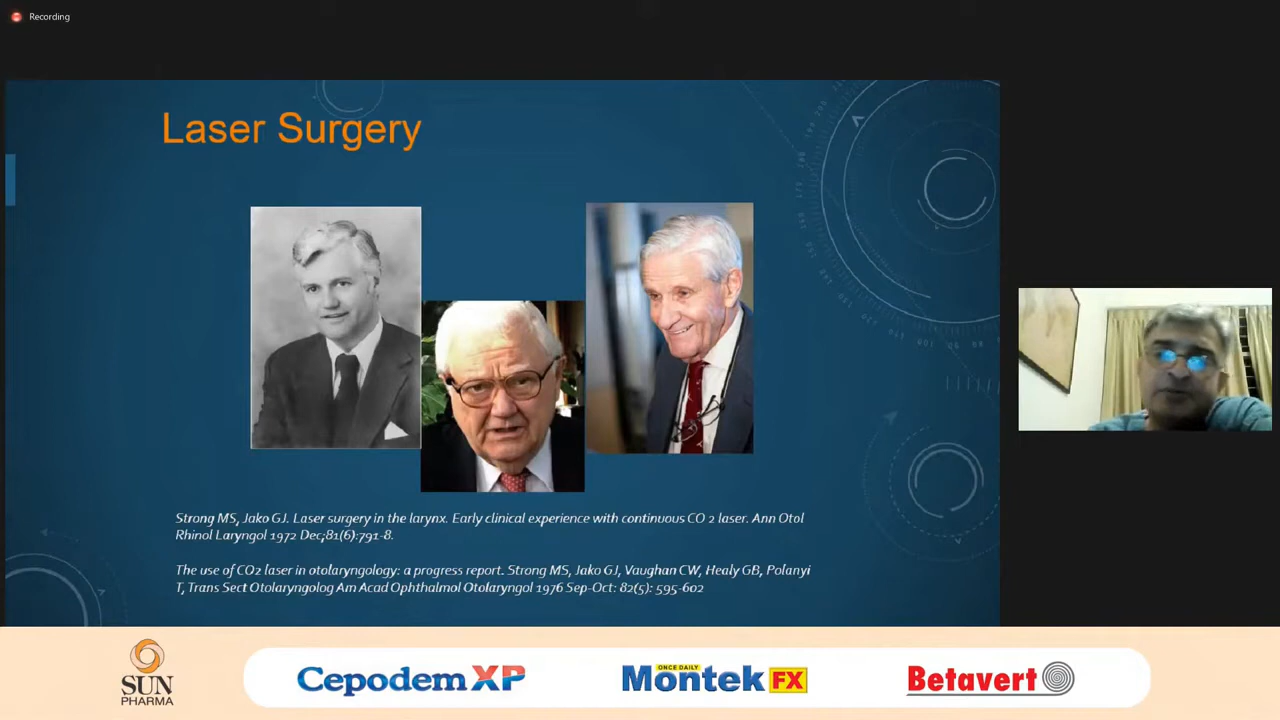 Recording
Laser Surgery
Strong MS, Jako GJ. Laser surgery in the larynx. Early clinical experience with continuous CO 2 laser. Ann Otol
Rhinol Laryngol 1972 Dec;81(6):791-8.
The use of CO2 laser in otolaryngology: a progress report. Strong MS, Jako GJ, Vaughan CW, Healy GB, Polanyi
T, Trans Sect Otolaryngolog Am Acad Ophthalmol Otolaryngol 1976 Sep-Oct: 82(5): 595-602
SUN
PHARMA
Cepodem XP
ONCE DAILY
Montek FX
Betavert